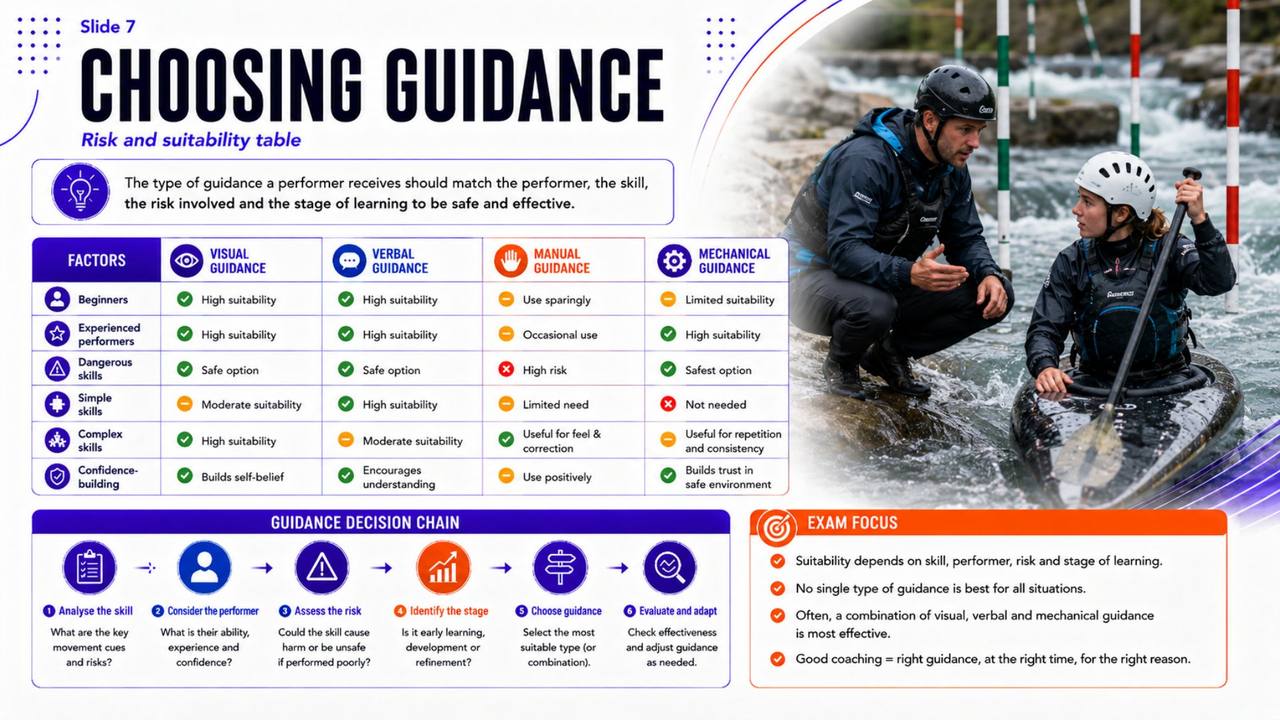 Slide 7
CHOOSING GUIDANCE
Risk and suitability table
The type of guidance a performer receives should match the performer, the skill,
the risk involved and the stage of learning to be safe and effective.
FACTORS
VISUAL
GUIDANCE
VERBAL
GUIDANCE
MANUAL
GUIDANCE
MECHANICAL
GUIDANCE
Beginners
High suitability
High suitability
Use sparingly
Limited suitability
Experienced
performers
High suitability
High suitability
Occasional use
High suitability
Dangerous
skills
Safe option
Safe option
High risk
Safest option
Simple
skills
Moderate suitability
High suitability
Limited need
Not needed
Complex
skills
High suitability
Moderate suitability
Useful for feel &
correction
Useful for repetition
and consistency
Confidence-
building
Builds self-belief
Encourages
understanding
Use positively
Builds trust in
safe environment
GUIDANCE DECISION CHAIN
1 Analyse the skill
What are the key
movement cues
and risks?
2 Consider the performer
What is their ability,
experience and
confidence?
3 Assess the risk
Could the skill cause
harm or be unsafe
if performed poorly?
4 Identify the stage
Is it early learning,
development or
refinement?
5 Choose guidance
Select the most
suitable type (or
combination).
6 Evaluate and adapt
Check effectiveness
and adjust guidance
as needed.
EXAM FOCUS
Suitability depends on skill, performer, risk and stage of learning.
No single type of guidance is best for all situations.
Often, a combination of visual, verbal and mechanical guidance
is most effective.
Good coaching = right guidance, at the right time, for the right reason.